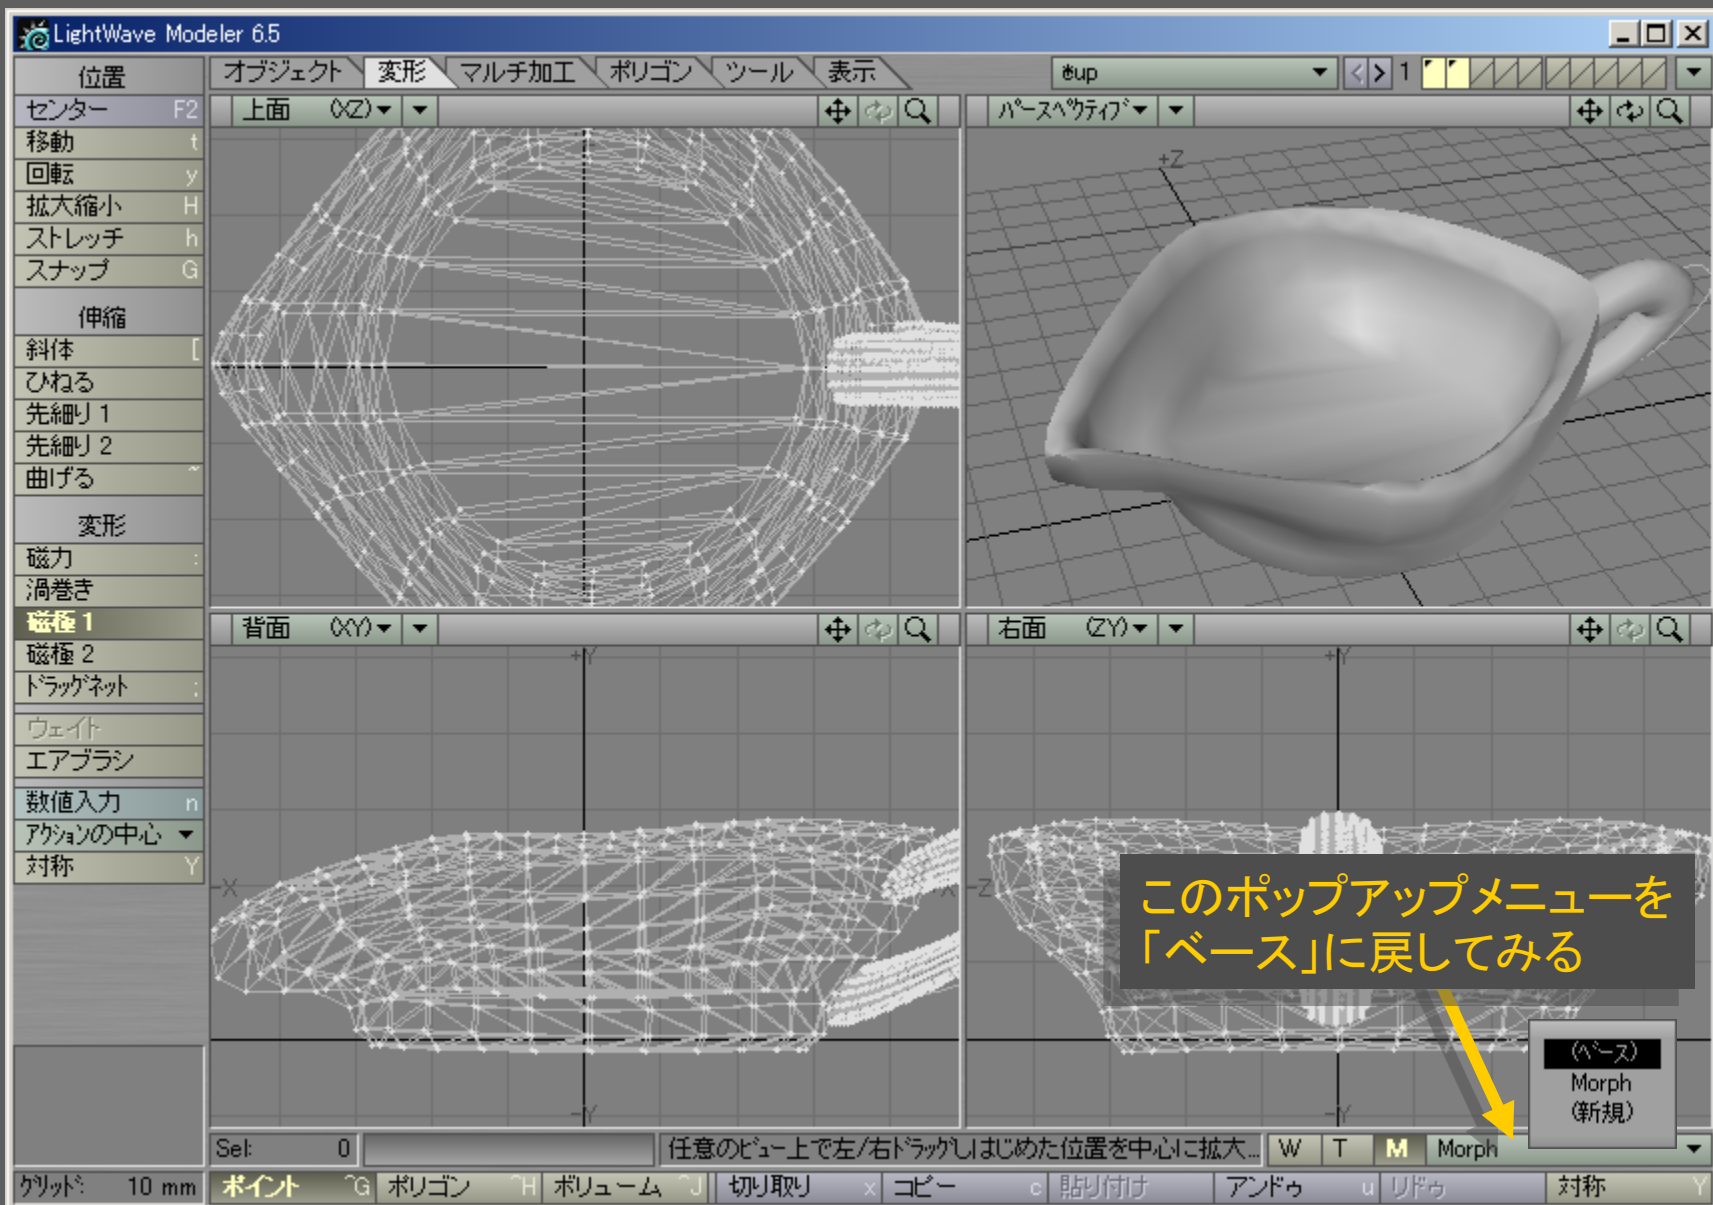 LightWave Modeler 6.5
位置
オブジェクト
変形
マルチ加工
ポリゴン
ツール
表示
*up
1
センター F2
移動 t
回転 y
拡大縮小 H
ストレッチ h
スナップ G
伸縮
斜体 [
ひねる
先細り 1
先細り 2
曲げる ~
変形
磁力 :
渦巻き
磁極 1
磁極 2
ドラッグネット ;
ウェイト
エアブラシ
数値入力 n
アクションの中心
対称 Y
上面 (XZ)
パースペクティブ
+Z
背面 (XY)
+Y
-X
X
-Y
右面 (ZY)
+Y
-Z
-Y
このポップアップメニューを
「ベース」に戻してみる
(ベース)
Morph
(新規)
Sel: 0
任意のビュー上で左/右ドラッグしはじめた位置を中心に拡大...
W
T
M
Morph
グリッド: 10 mm
ポイント ^G
ポリゴン ^H
ボリューム ^J
切り取り x
コピー c
貼り付け
アンドゥ u
リドゥ
対称 Y